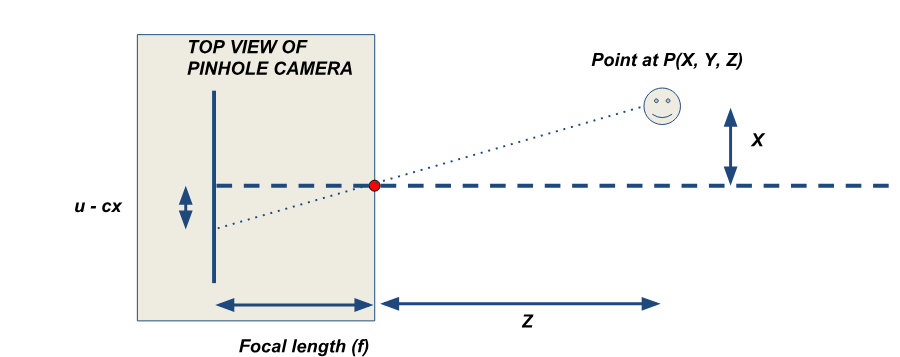 TOP VIEW OF
PINHOLE CAMERA
Point at P(X, Y, Z)
X
u - cx
Z
Focal length (f)